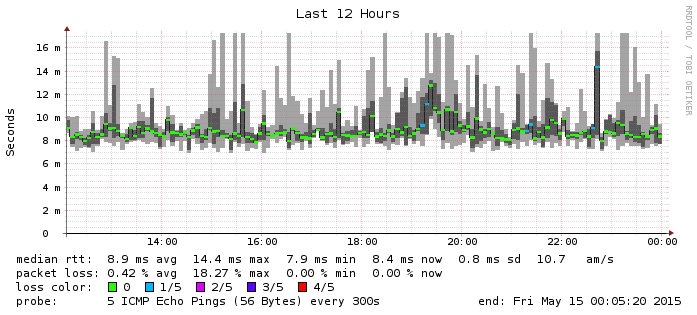 Last 12 Hours
RRDTOOL / TOBI OETIKER
Seconds
16 m
14 m
12 m
10 m
8 m
6 m
4 m
2 m
0
14:00 16:00 18:00 20:00 22:00 00:00
median rtt: 8.9 ms avg 14.4 ms max 7.9 ms min 8.4 ms now 0.8 ms sd 10.7 am/s
packet loss: 0.42 % avg 18.27 % max 0.00 % min 0.00 % now
loss color: 0 1/5 2/5 3/5 4/5
probe: 5 ICMP Echo Pings (56 Bytes) every 300s end: Fri May 15 00:05:20 2015